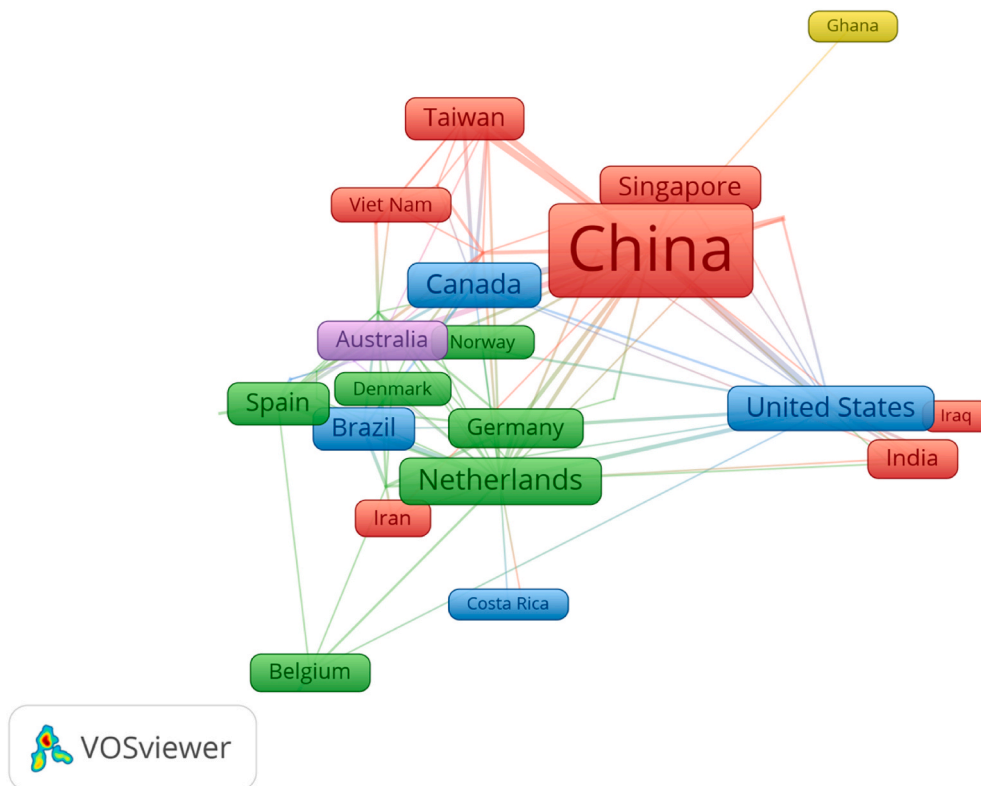 Ghana
Taiwan
Singapore
Viet Nam
China
Canada
Australia
Norway
Denmark
Spain
United States
Iraq
Brazil
Germany
India
Netherlands
Iran
Costa Rica
Belgium
VOSviewer